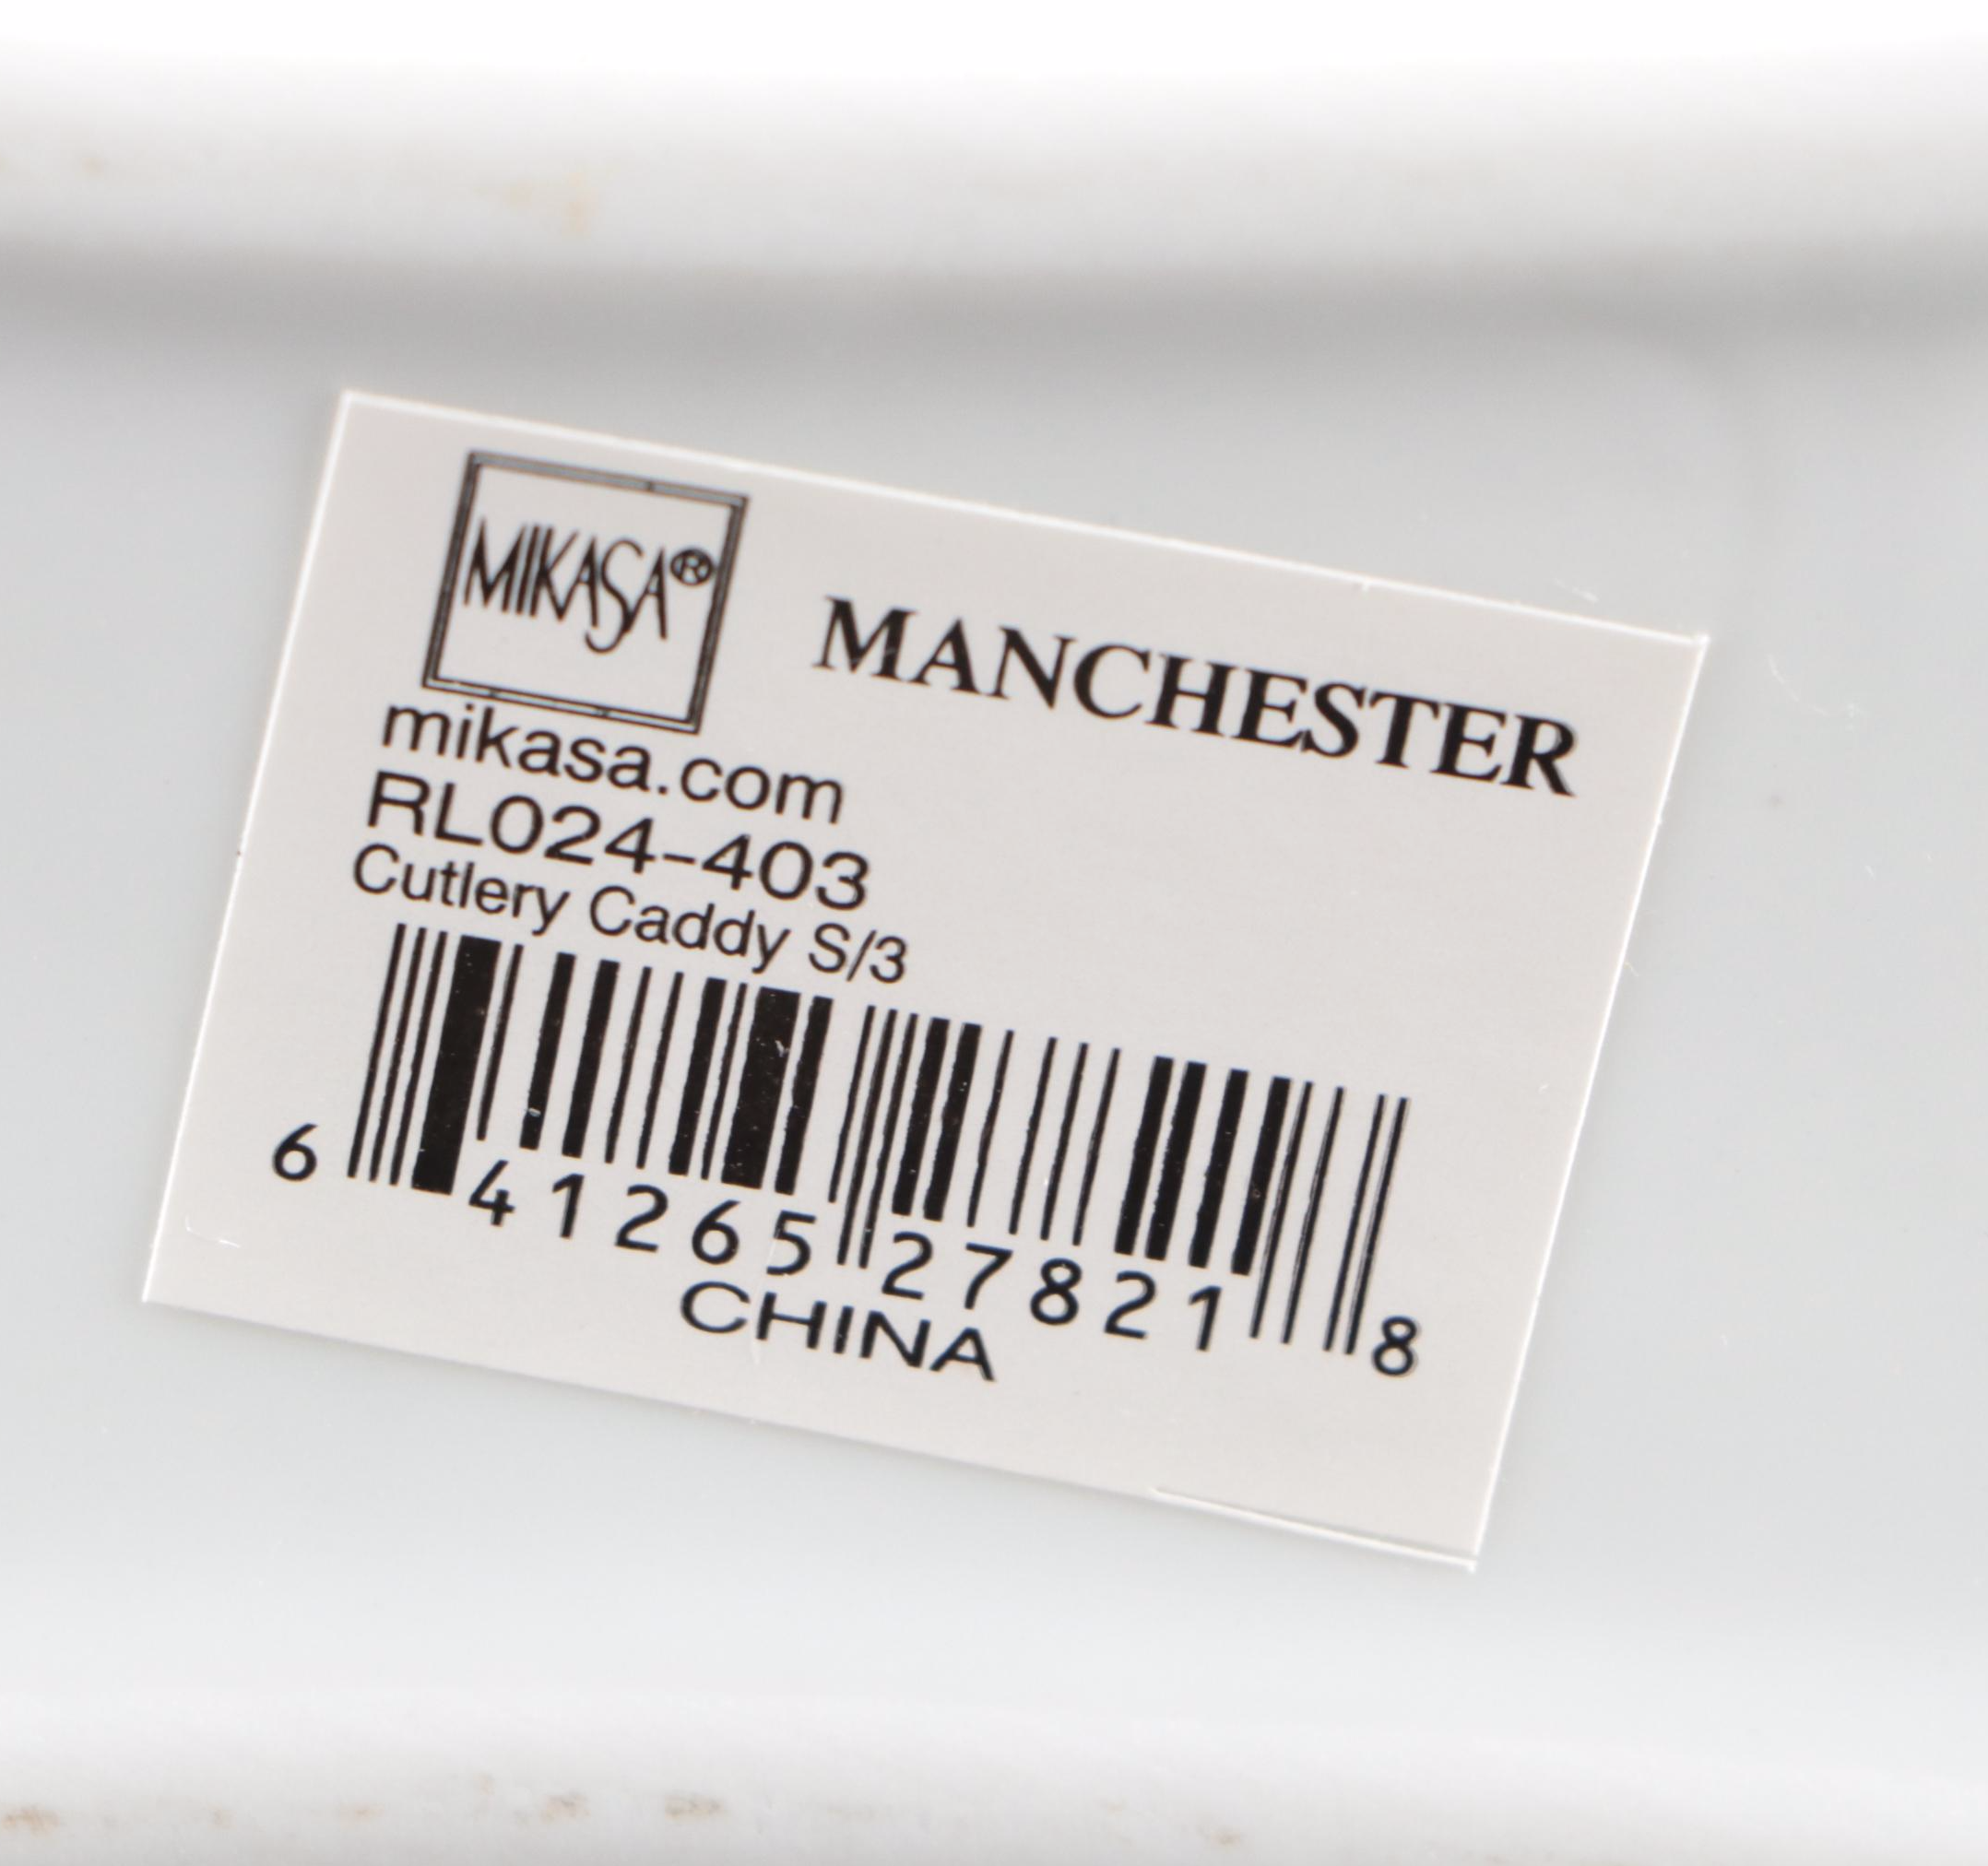 MIKASA®
MANCHESTER
mikasa.com
RL024-403
Cutlery Caddy S/3
6 41265 27821 8
CHINA